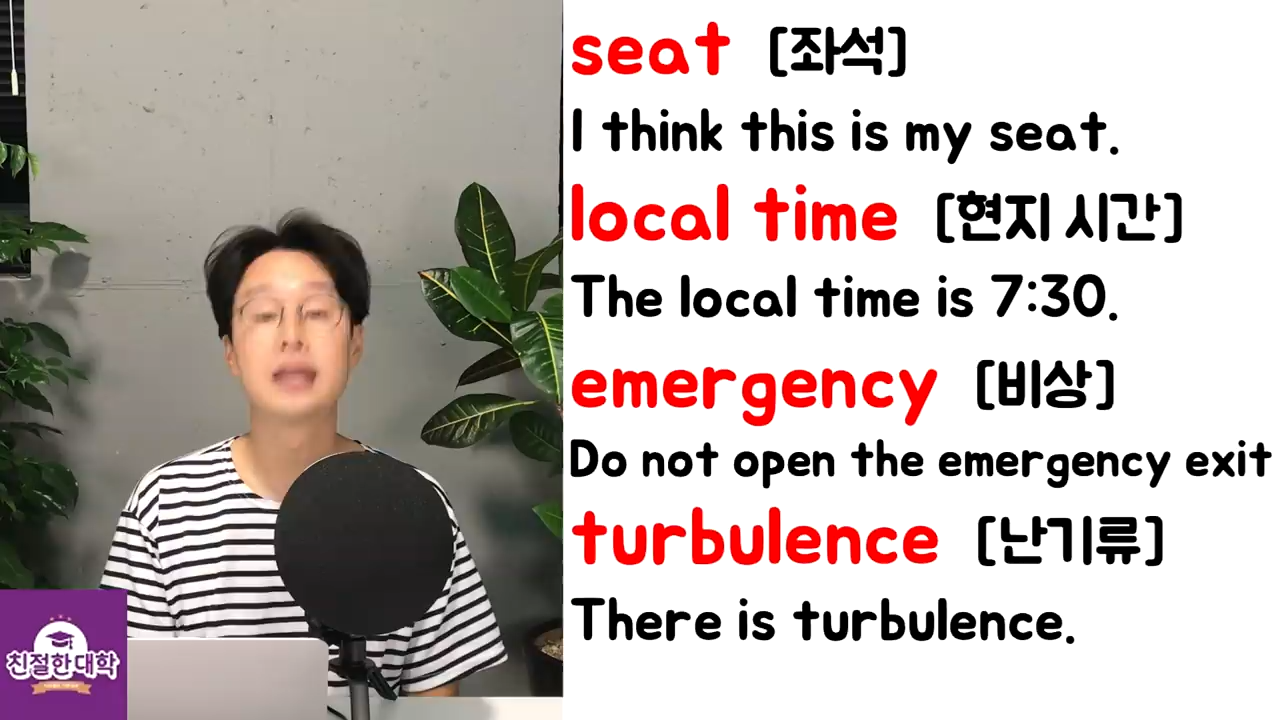 seat [좌석]
I think this is my seat.
local time [현지 시간]
The local time is 7:30.
emergency [비상]
Do not open the emergency exit
turbulence [난기류]
There is turbulence.
친절한대학